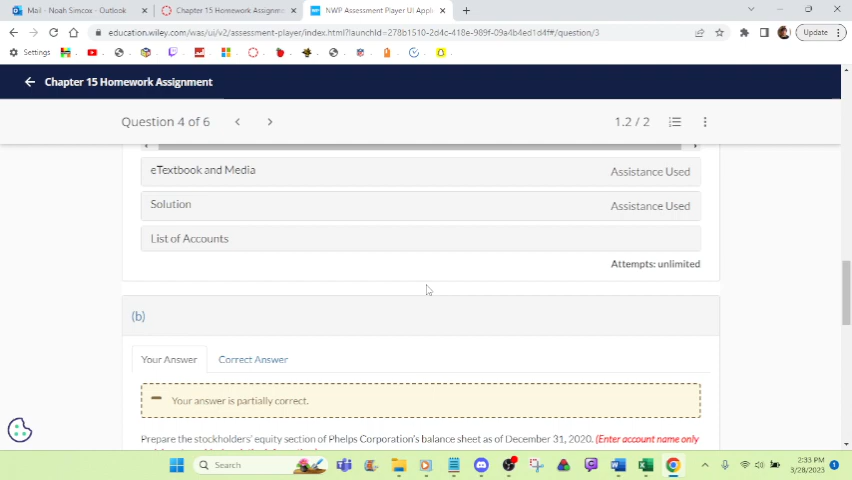 Mail - Noah Simcox - Outlook
Chapter 15 Homework Assignm
NWP Assessment Player UI Appli
education.wiley.com/was/ui/v2/assessment-player/index.html?launchId=278b1510-2d4c-418e-989f-09a4b4ed1d4f#/question/3
Update
Settings
Chapter 15 Homework Assignment
Question 4 of 6
1.2 / 2
eTextbook and Media
Assistance Used
Solution
Assistance Used
List of Accounts
Attempts: unlimited
(b)
Your Answer
Correct Answer
Your answer is partially correct.
Prepare the stockholders' equity section of Phelps Corporation's balance sheet as of December 31, 2020. (Enter account name only
Search
2:33 PM
3/28/2023